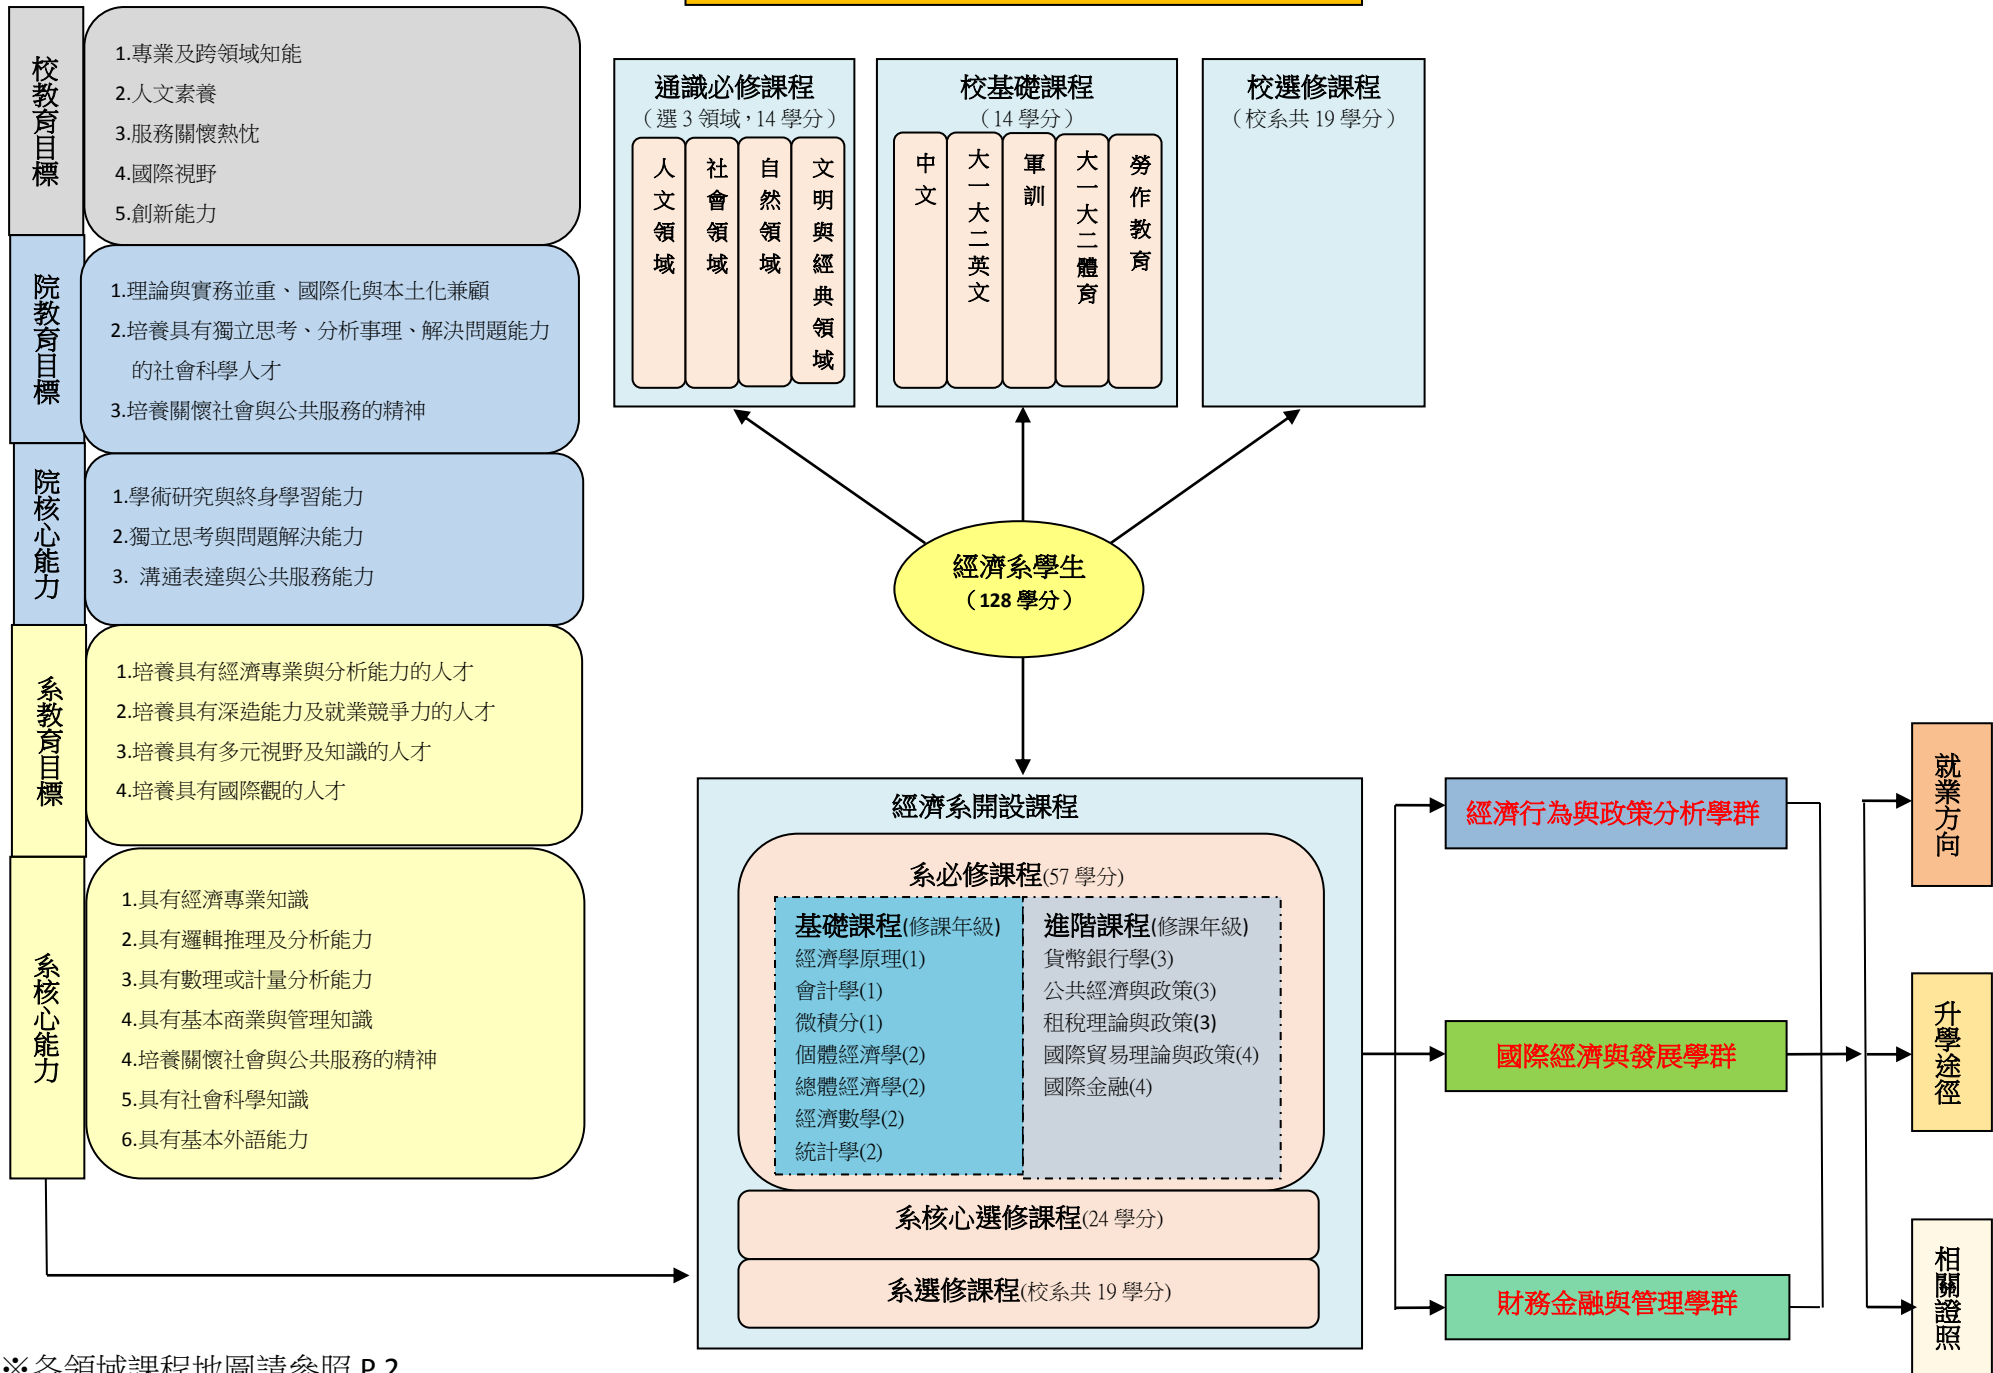 校教育目標
1.專業及跨領域知能
2.人文素養
3.服務關懷熱忱
4.國際視野
5.創新能力
院教育目標
1.理論與實務並重、國際化與本土化兼顧
2.培養具有獨立思考、分析事理、解決問題能力
的社會科學人才
3.培養關懷社會與公共服務的精神
院核心能力
1.學術研究與終身學習能力
2.獨立思考與問題解決能力
3. 溝通表達與公共服務能力
系教育目標
1.培養具有經濟專業與分析能力的人才
2.培養具有深造能力及就業競爭力的人才
3.培養具有多元視野及知識的人才
4.培養具有國際觀的人才
系核心能力
1.具有經濟專業知識
2.具有邏輯推理及分析能力
3.具有數理或計量分析能力
4.具有基本商業與管理知識
4.培養關懷社會與公共服務的精神
5.具有社會科學知識
6.具有基本外語能力
通識必修課程
（選 3 領域，14 學分）
人文領域
社會領域
自然領域
文明與經典領域
校基礎課程
（14 學分）
中文
大一大二英文
軍訓
大一大二體育
勞作教育
校選修課程
（校系共 19 學分）
經濟系學生
（128 學分）
經濟系開設課程
系必修課程(57 學分)
基礎課程(修課年級)
經濟學原理(1)
會計學(1)
微積分(1)
個體經濟學(2)
總體經濟學(2)
經濟數學(2)
統計學(2)
進階課程(修課年級)
貨幣銀行學(3)
公共經濟與政策(3)
租稅理論與政策(3)
國際貿易理論與政策(4)
國際金融(4)
系核心選修課程(24 學分)
系選修課程(校系共 19 學分)
經濟行為與政策分析學群
國際經濟與發展學群
財務金融與管理學群
就業方向
升學途徑
相關證照
※各領域課程地圖請參照 P.2